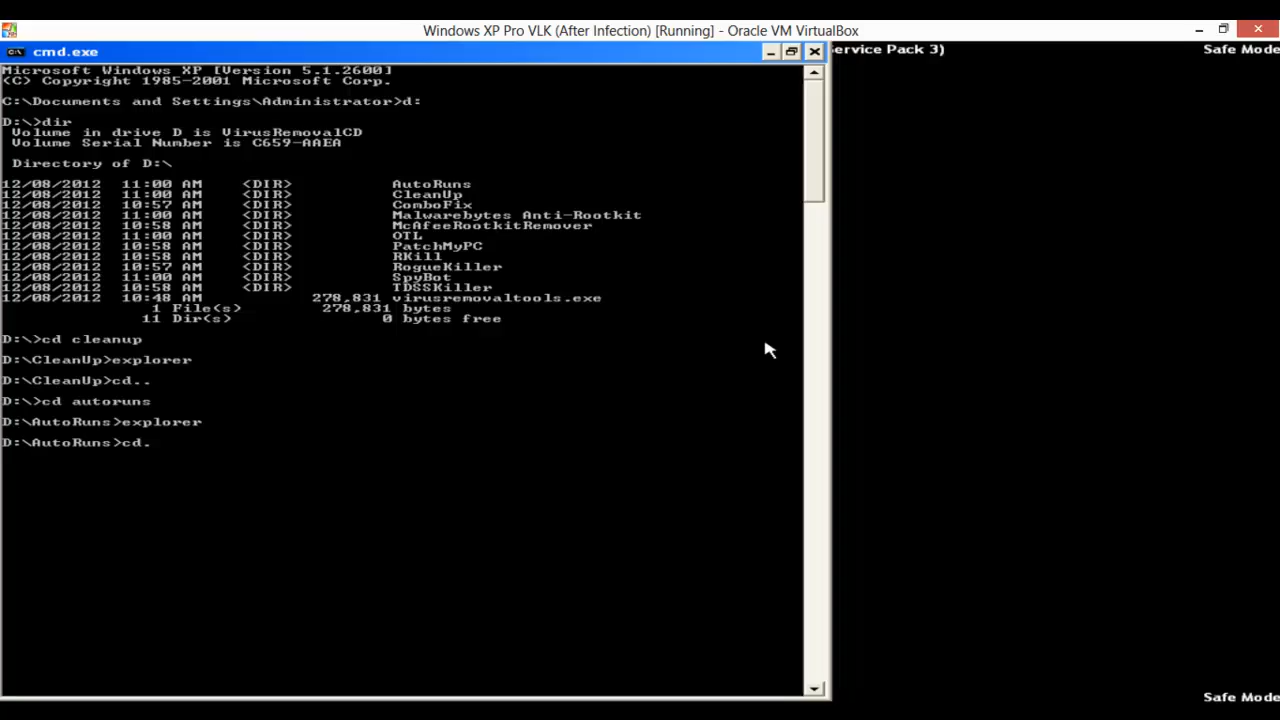 Windows XP Pro VLK (After Infection) [Running] - Oracle VM VirtualBox
cmd.exe
ervice Pack 3)
Safe Mode
Microsoft Windows XP [Version 5.1.2600]
(C) Copyright 1985-2001 Microsoft Corp.
C:\Documents and Settings\Administrator>d:
D:\>dir
Volume in drive D is VirusRemovalCD
Volume Serial Number is C659-AAEA
Directory of D:\
12/08/2012 11:00 AM <DIR> AutoRuns
12/08/2012 11:00 AM <DIR> CleanUp
12/08/2012 10:57 AM <DIR> ComboFix
12/08/2012 11:00 AM <DIR> Malwarebytes Anti-Rootkit
12/08/2012 10:58 AM <DIR> McAfeeRootkitRemover
12/08/2012 11:00 AM <DIR> OTL
12/08/2012 10:58 AM <DIR> PatchMyPC
12/08/2012 10:58 AM <DIR> RKill
12/08/2012 10:57 AM <DIR> RogueKiller
12/08/2012 11:00 AM <DIR> SpyBot
12/08/2012 10:58 AM <DIR> TDSSKiller
12/08/2012 10:48 AM 278,831 virusremovaltools.exe
1 File(s) 278,831 bytes
11 Dir(s) 0 bytes free
D:\>cd cleanup
D:\CleanUp>explorer
D:\CleanUp>cd..
D:\>cd autoruns
D:\AutoRuns>explorer
D:\AutoRuns>cd.
Safe Mode